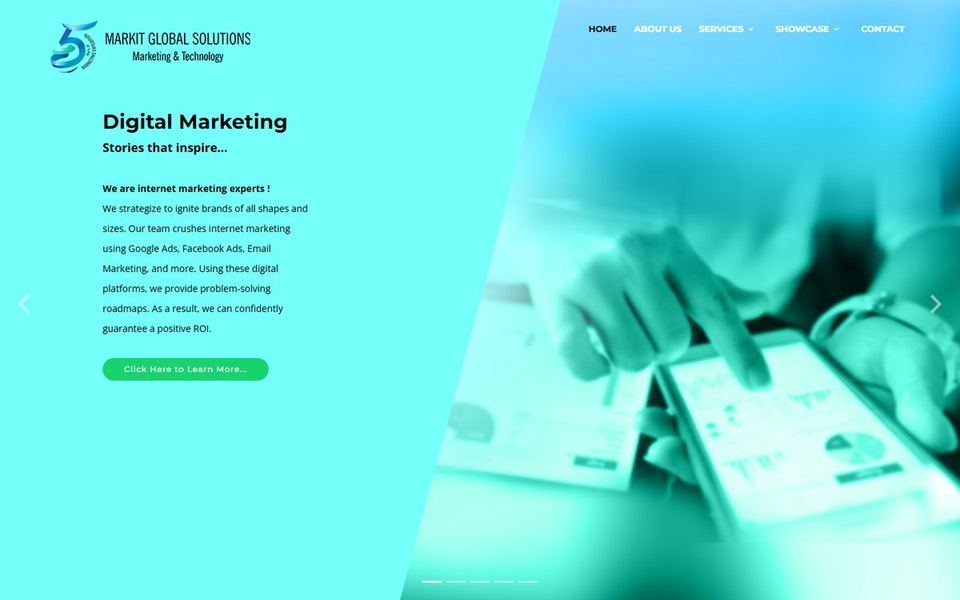 MARKIT GLOBAL SOLUTIONS
Marketing & Technology
HOME ABOUT US SERVICES SHOWCASE CONTACT
Digital Marketing
Stories that inspire...
We are internet marketing experts !
We strategize to ignite brands of all shapes and
sizes. Our team crushes internet marketing
using Google Ads, Facebook Ads, Email
Marketing, and more. Using these digital
platforms, we provide problem-solving
roadmaps. As a result, we can confidently
guarantee a positive ROI.
Click Here to Learn More...